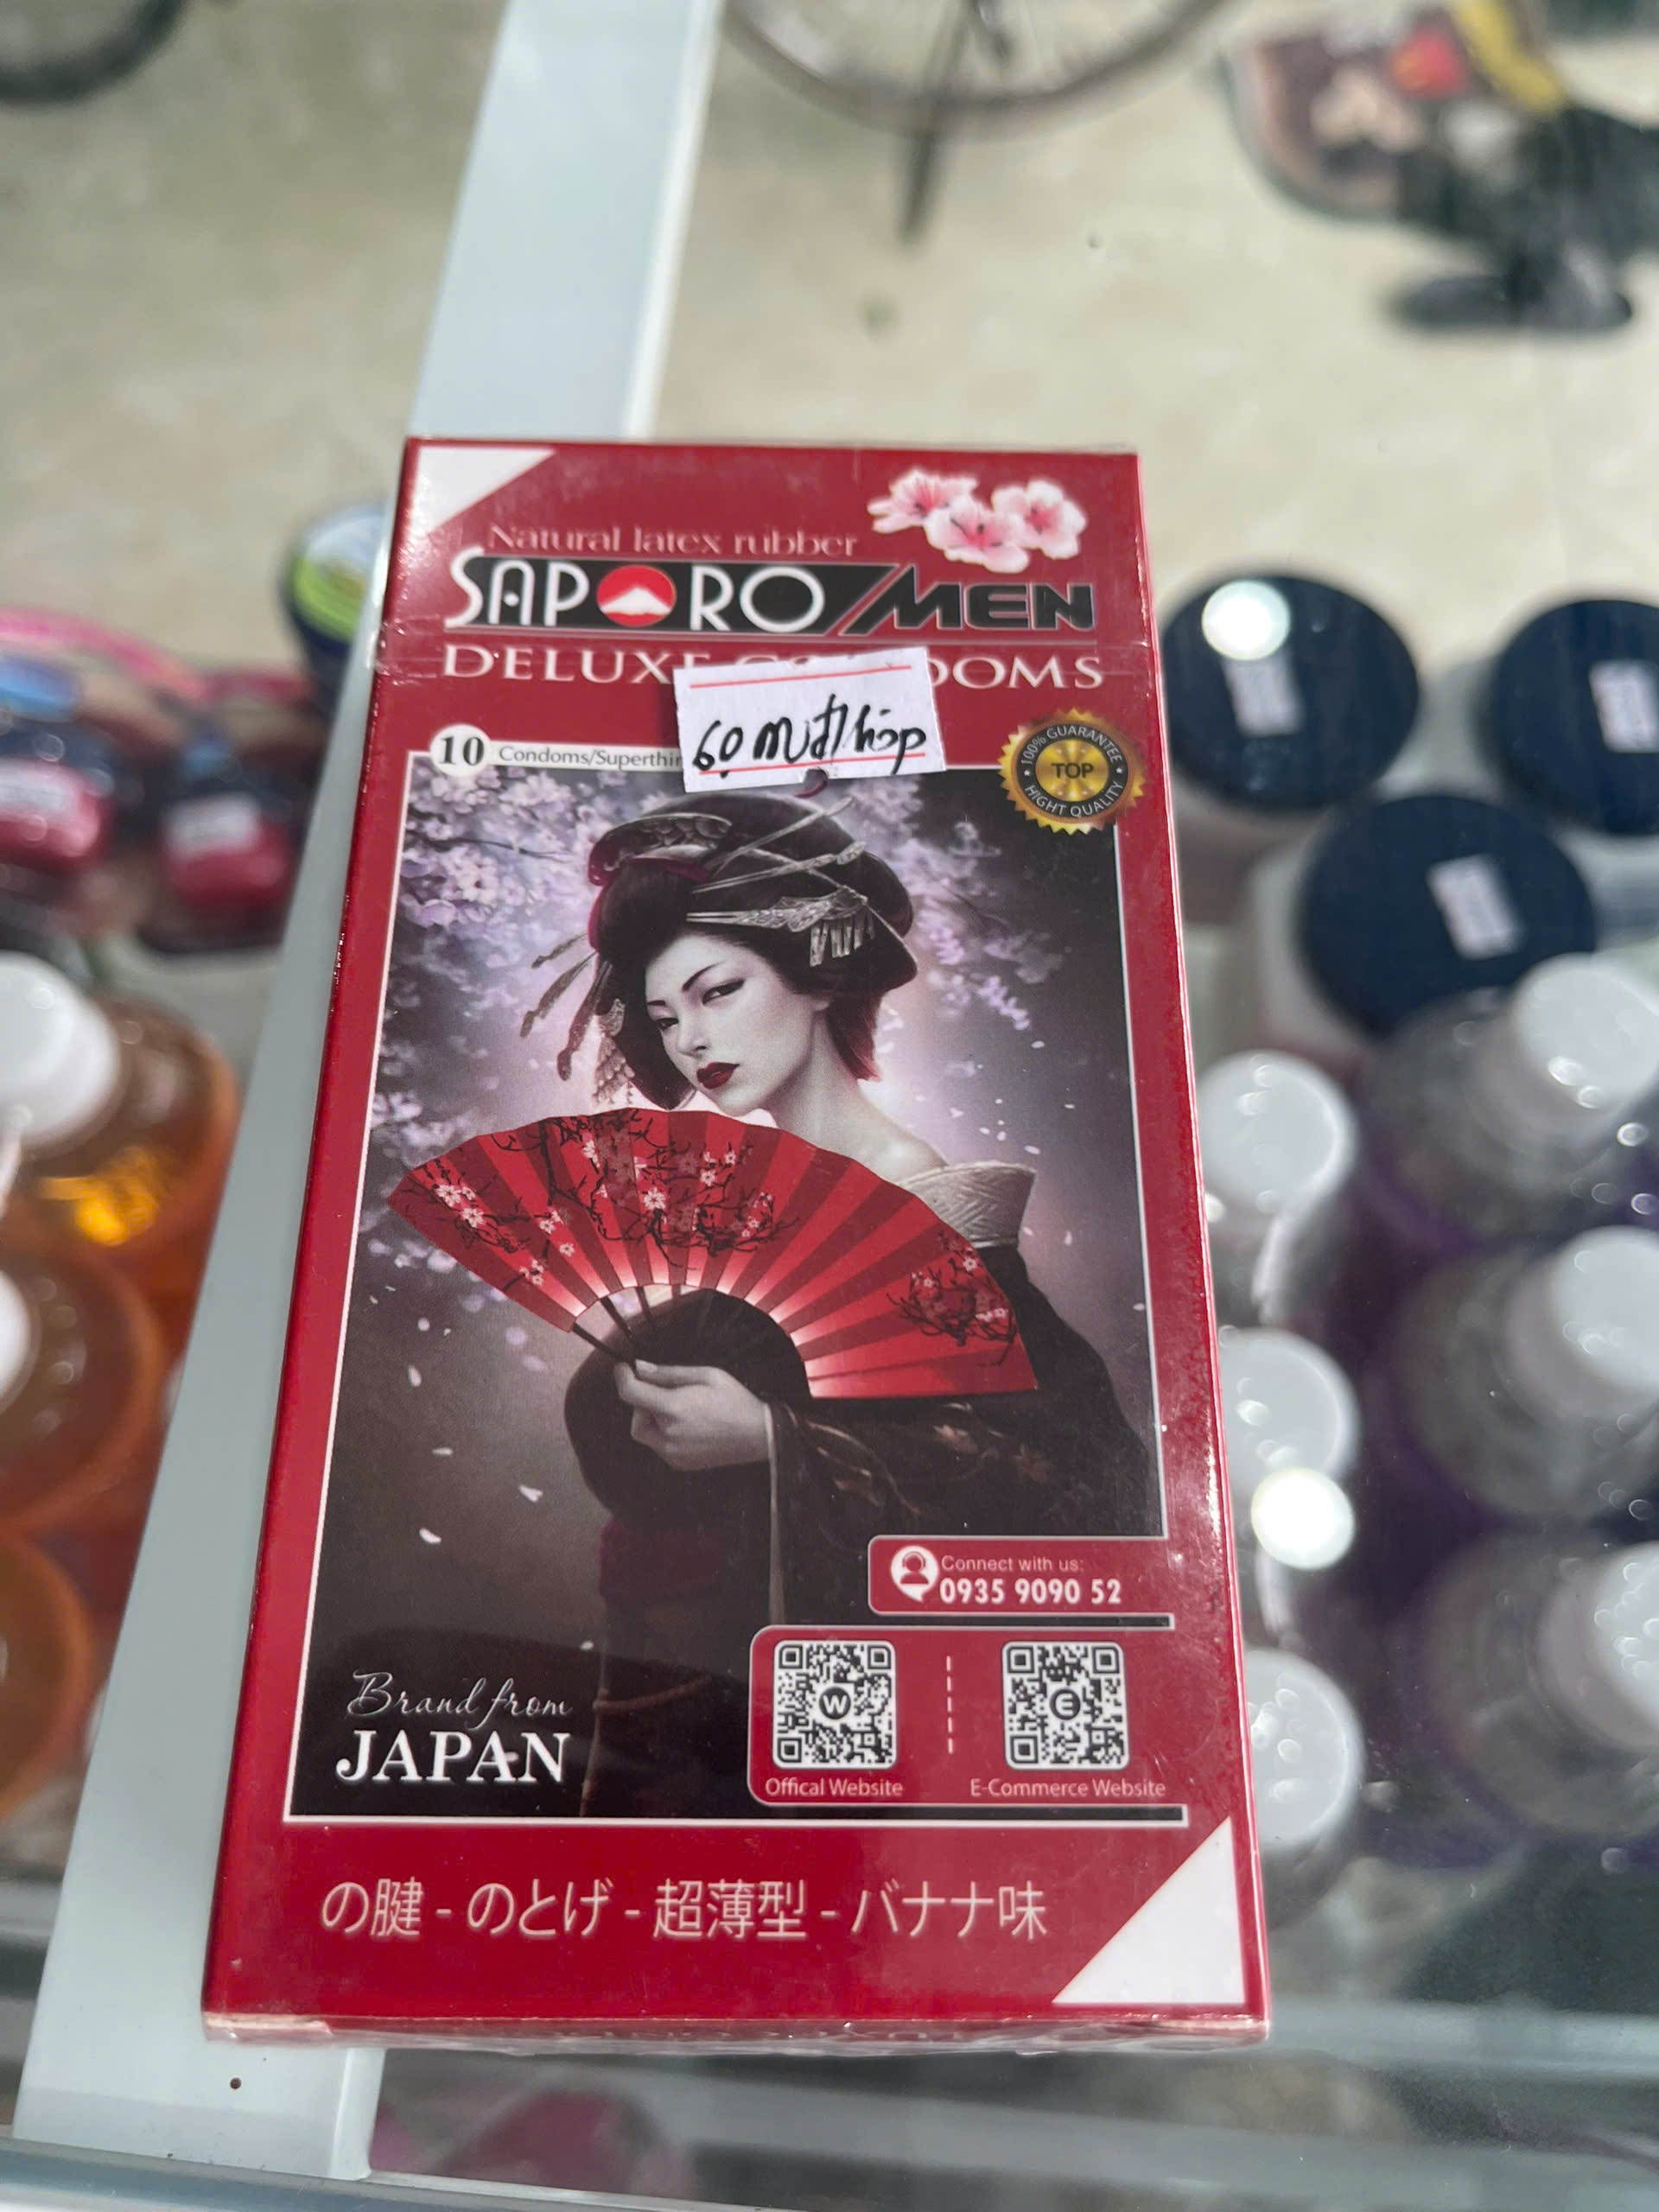 Natural latex rubber
SAPORO/MEN
DELUXE
10 Condoms/Superthin
60 một hộp
100% GUARANTEE
TOP
HIGHT QUALITY
Connect with us:
0935 9090 52
W
E
Offical Website
E-Commerce Website
Brand from
JAPAN
の腱 - のとげ - 超薄型 - バナナ味